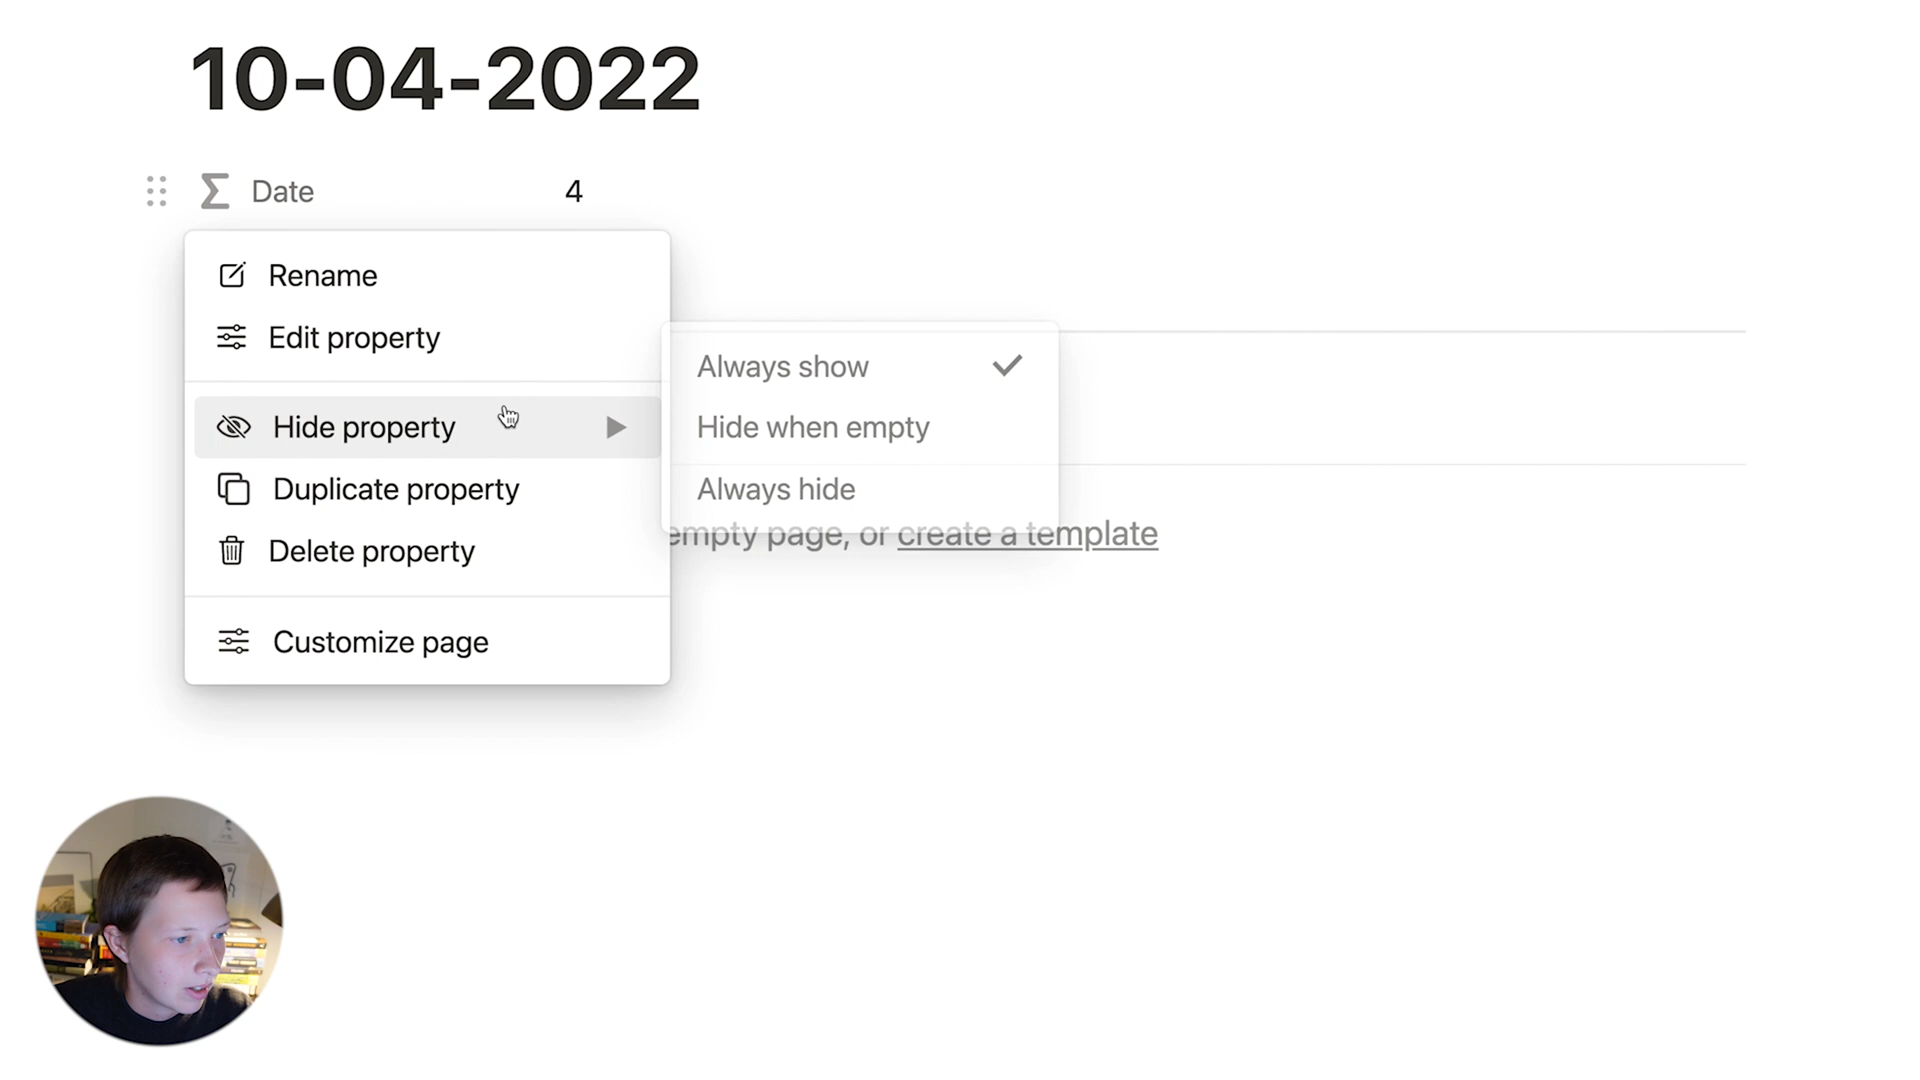 10-04-2022
Date 4
Rename
Edit property
Hide property
Duplicate property
Delete property
Customize page
Always show
Hide when empty
Always hide
empty page, or create a template